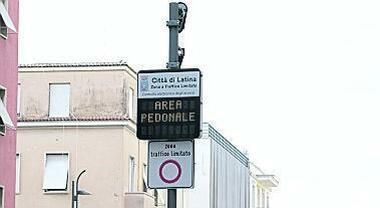 Città di Latina
Zona a Traffico Limitato
AREA
PEDONALE
ZONA
traffico limitato